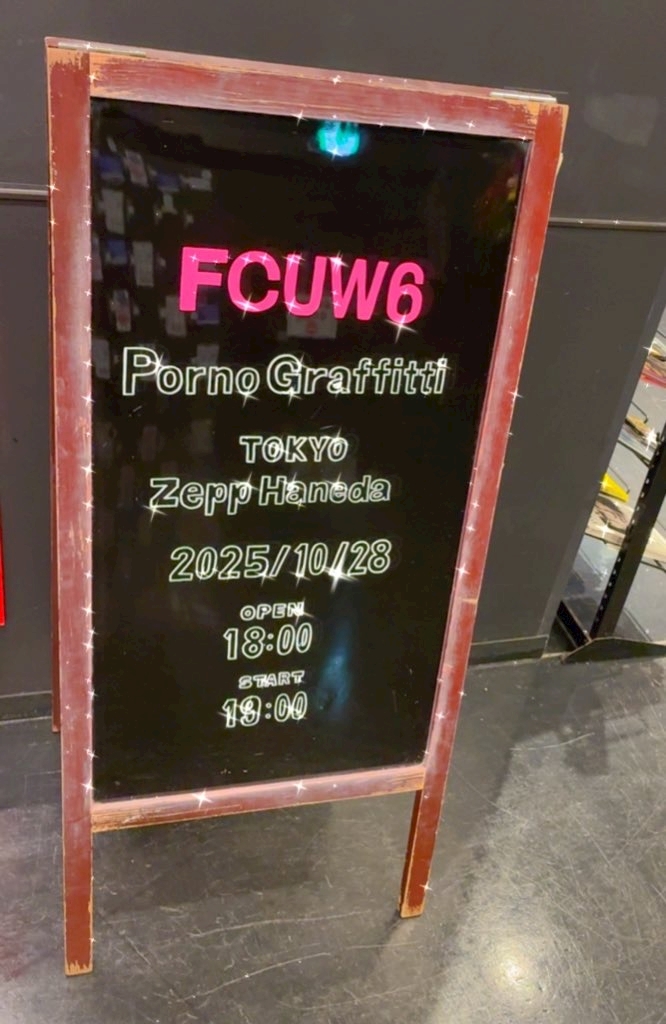 FCUW6
Porno Graffitti
TOKYO
Zepp Haneda
2025/10/28
OPEN
18:00
START
19:00